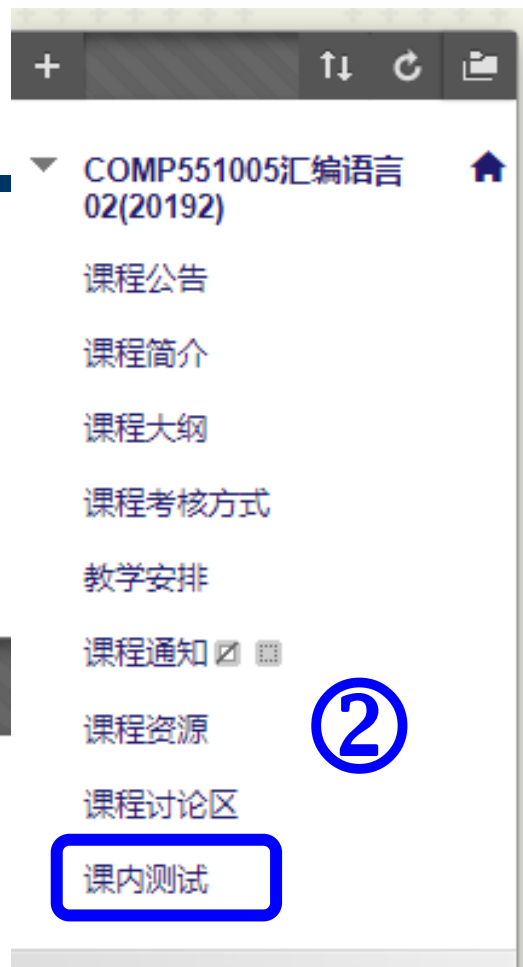 COMP551005汇编语言
02(20192)
课程公告
课程简介
课程大纲
课程考核方式
教学安排
课程通知
课程资源
②
课程讨论区
课内测试